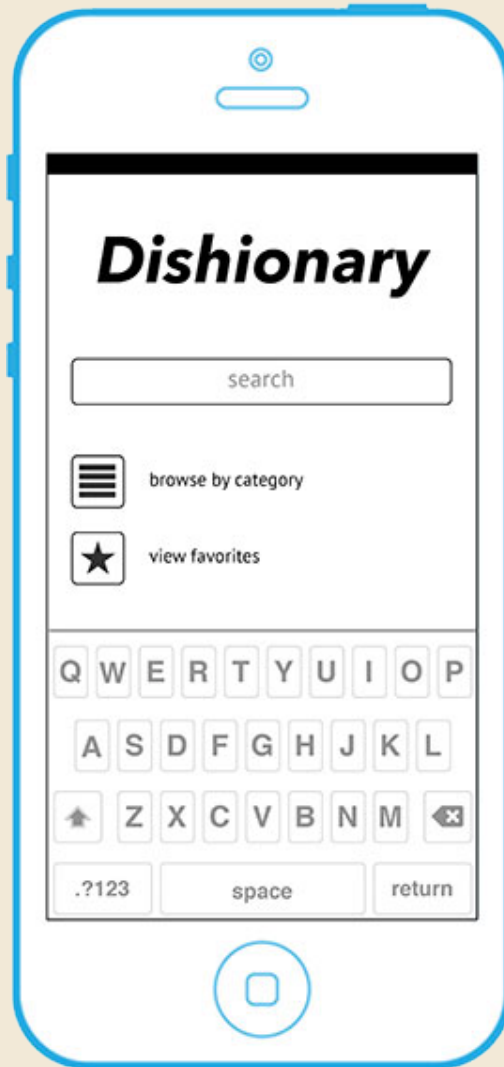 Dishionary
search
browse by category
view favorites
Q W E R T Y U I O P
A S D F G H J K L
Z X C V B N M
.?123 space return